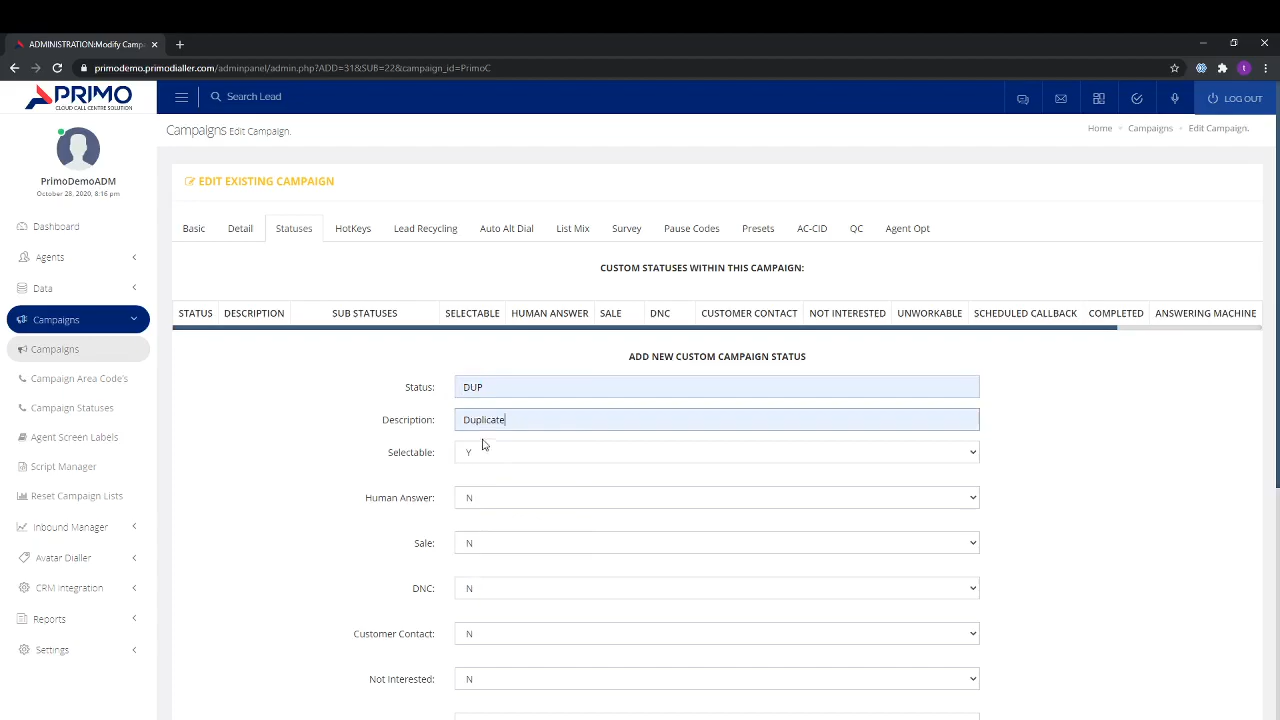 ADMINISTRATION:Modify Camp
primodemo.primodialler.com/adminpanel/admin.php?ADD=31&SUB=22&campaign_id=PrimoC
t
PRIMO
CLOUD CALL CENTRE SOLUTION
Search Lead
LOG OUT
Campaigns Edit Campaign.
Home
Campaigns
Edit Campaign.
PrimoDemoADM
October 28, 2020, 8:16 pm
Dashboard
Agents
Data
Campaigns
Campaigns
Campaign Area Code's
Campaign Statuses
Agent Screen Labels
Script Manager
Reset Campaign Lists
Inbound Manager
Avatar Dialler
CRM Integration
Reports
Settings
EDIT EXISTING CAMPAIGN
Basic Detail Statuses HotKeys Lead Recycling Auto Alt Dial List Mix Survey Pause Codes Presets AC-CID QC Agent Opt
CUSTOM STATUSES WITHIN THIS CAMPAIGN:
STATUS DESCRIPTION SUB STATUSES SELECTABLE HUMAN ANSWER SALE DNC CUSTOMER CONTACT NOT INTERESTED UNWORKABLE SCHEDULED CALLBACK COMPLETED ANSWERING MACHINE
ADD NEW CUSTOM CAMPAIGN STATUS
Status: DUP
Description: Duplicate
Selectable: Y
Human Answer: N
Sale: N
DNC: N
Customer Contact: N
Not Interested: N